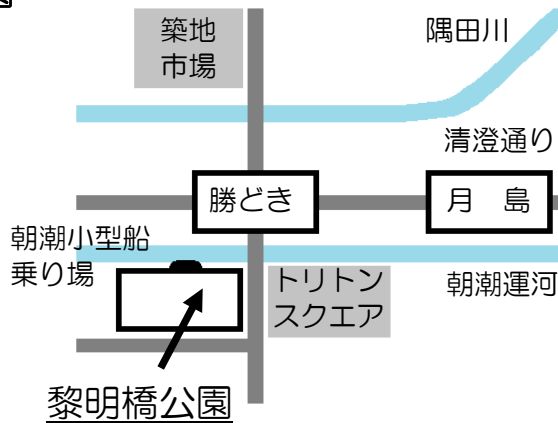 築地
市場
隅田川
清澄通り
勝どき
月 島
朝潮小型船
乗り場
トリトン
スクエア
朝潮運河
黎明橋公園